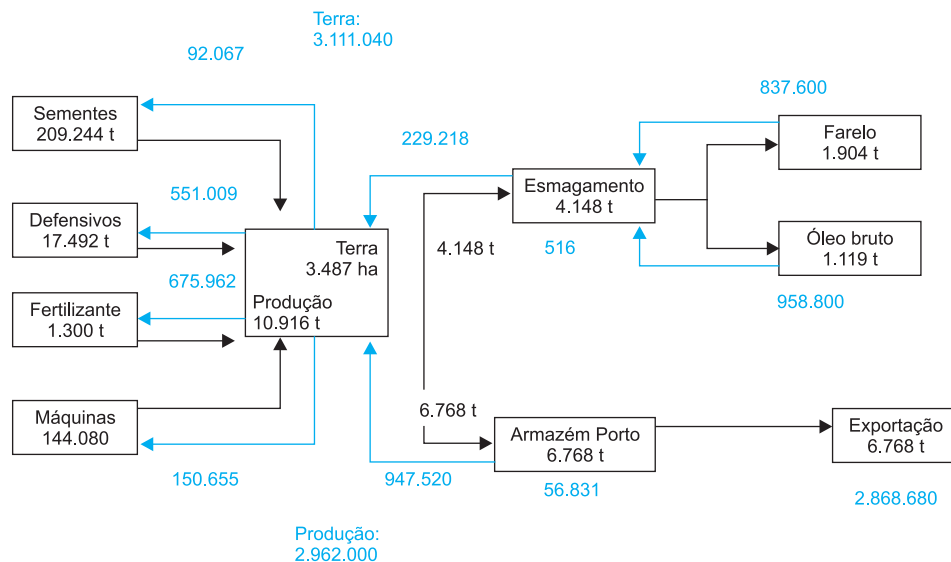 Terra:
3.111.040
92.067
837.600
Sementes
209.244 t
229.218
Farelo
1.904 t
551.009
Esmagamento
4.148 t
Defensivos
17.492 t
Terra
3.487 ha
4.148 t
516
Óleo bruto
1.119 t
675.962
958.800
Fertilizante
1.300 t
Produção
10.916 t
Máquinas
144.080
6.768 t
Armazém Porto
6.768 t
Exportação
6.768 t
150.655
947.520
56.831
2.868.680
Produção:
2.962.000